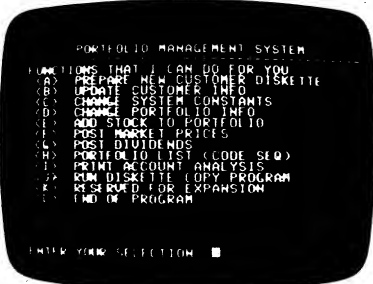 PORTFOLIO MANAGEMENT SYSTEM
FUNCTIONS THAT I CAN DO FOR YOU
(A) PREPARE NEW CUSTOMER DISKETTE
(B) UPDATE CUSTOMER INFO
(C) CHANGE SYSTEM CONSTANTS
(D) CHANGE PORTFOLIO INFO
(E) ADD STOCK TO PORTFOLIO
(F) POST MARKET PRICES
(G) POST DIVIDENDS
(H) PORTFOLIO LIST (CODE SEQ)
(I) PRINT ACCOUNT ANALYSIS
(J) RUN DISKETTE COPY PROGRAM
(K) RESERVED FOR EXPANSION
(L) END OF PROGRAM
ENTER YOUR SELECTION